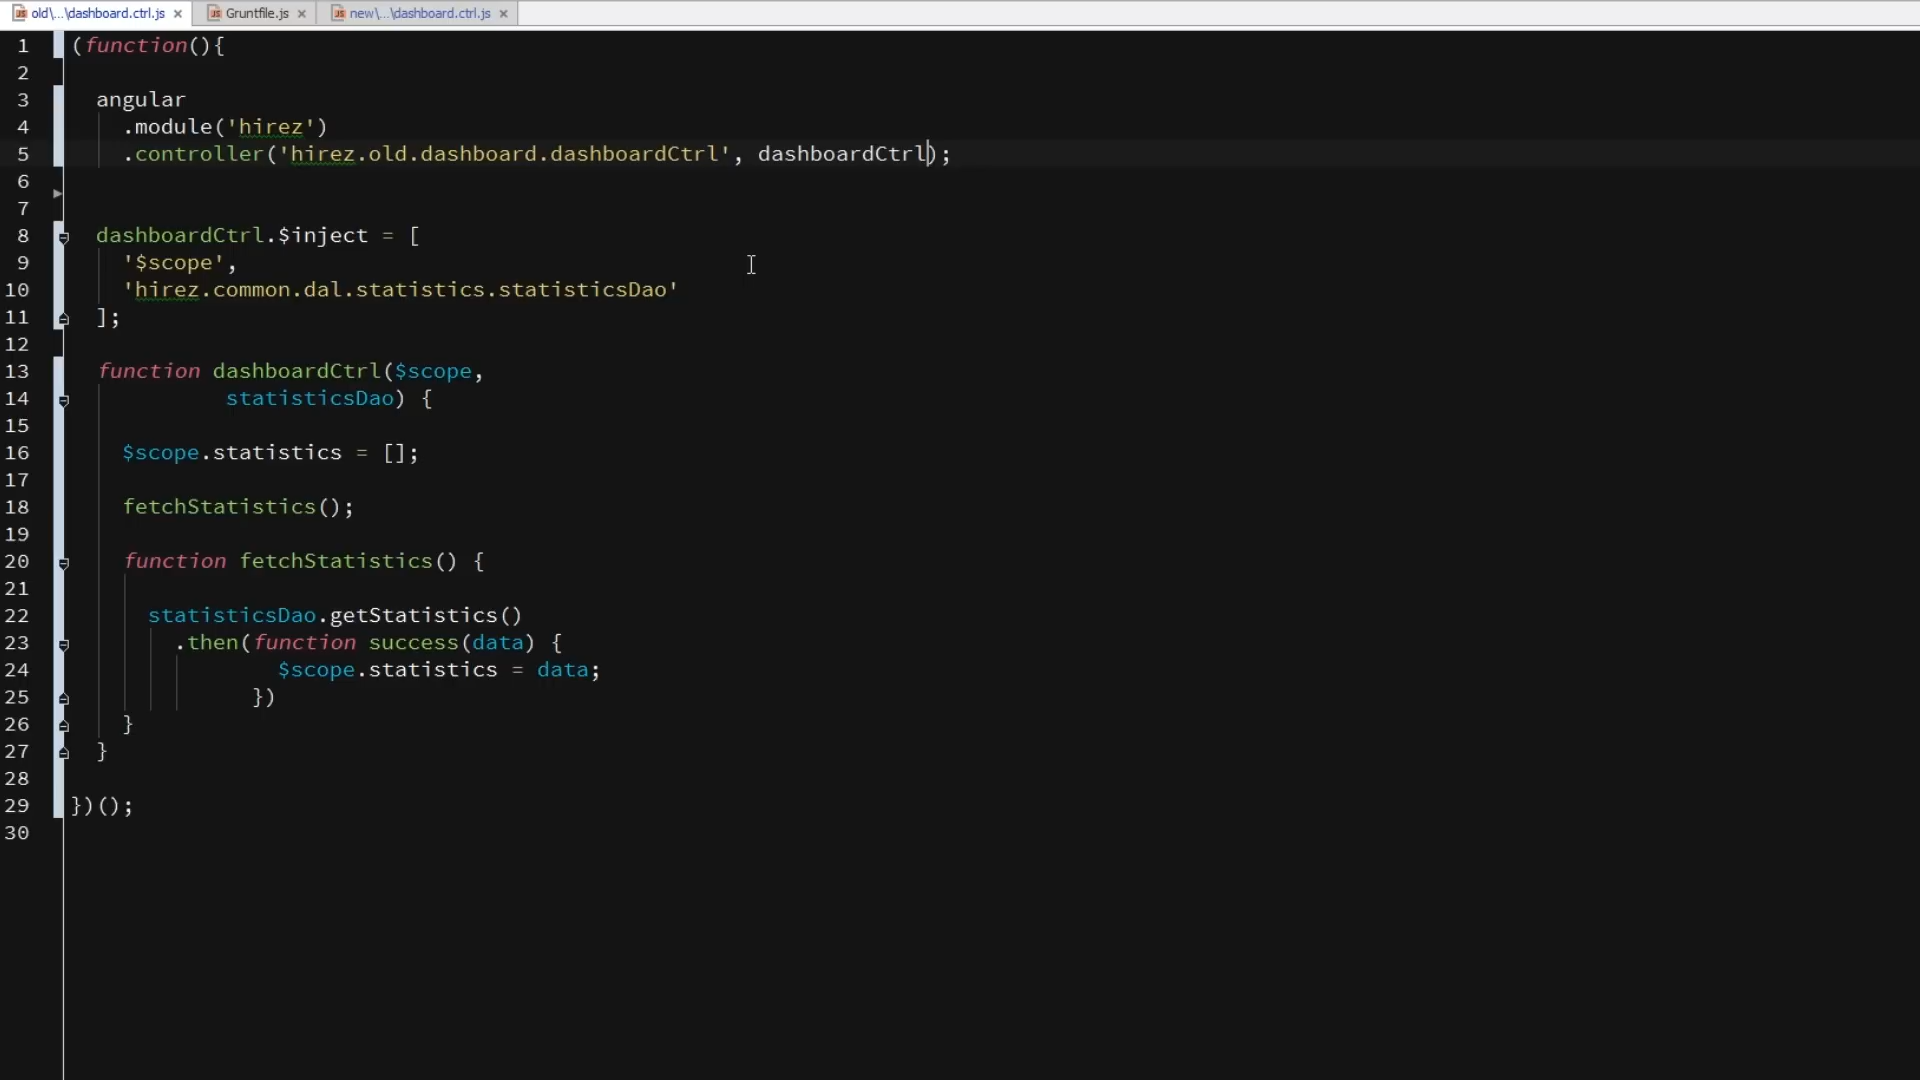 old\...\dashboard.ctrl.js × Gruntfile.js × new\...\dashboard.ctrl.js ×
1 (function(){
2
3 angular
4 .module('hirez')
5 .controller('hirez.old.dashboard.dashboardCtrl', dashboardCtrl);
6
7
8 dashboardCtrl.$inject = [
9 '$scope',
10 'hirez.common.dal.statistics.statisticsDao'
11 ];
12
13 function dashboardCtrl($scope,
14 statisticsDao) {
15
16 $scope.statistics = [];
17
18 fetchStatistics();
19
20 function fetchStatistics() {
21
22 statisticsDao.getStatistics()
23 .then(function success(data) {
24 $scope.statistics = data;
25 })
26 }
27 }
28
29 })();
30